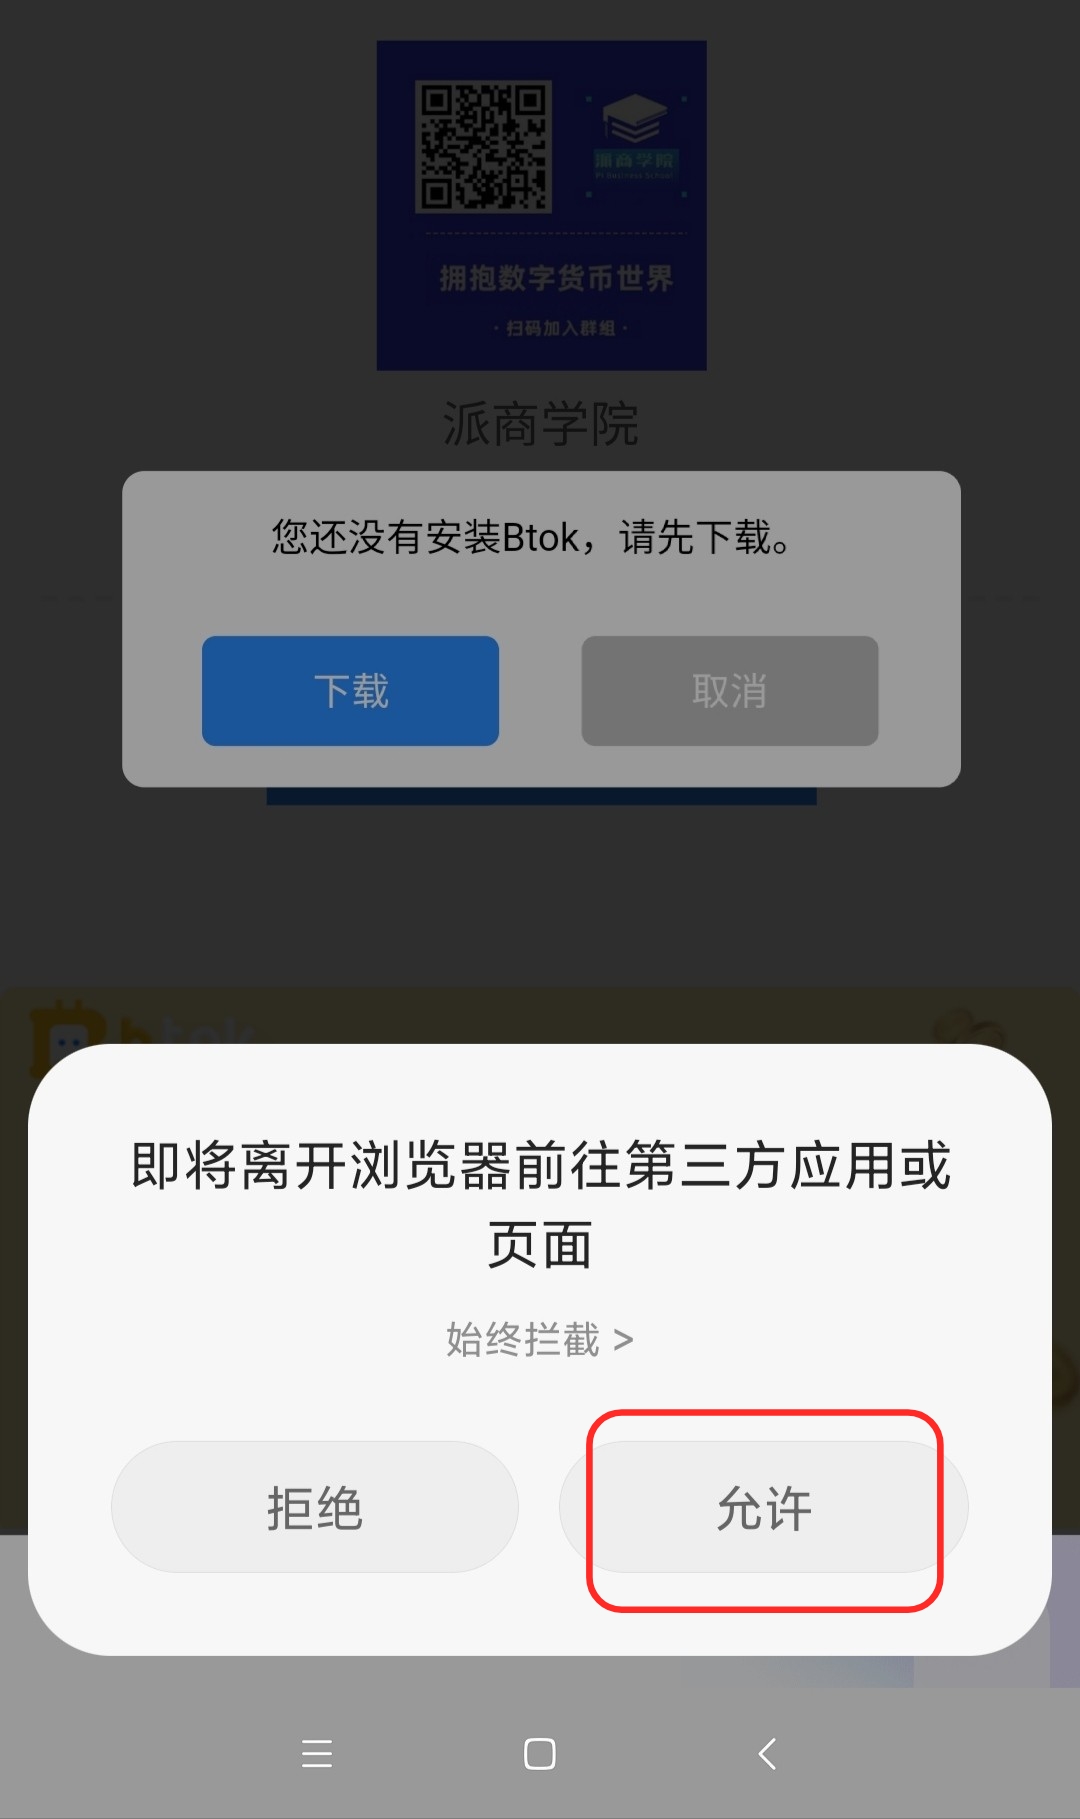 派商学院
Pi Business School
拥抱数字货币世界
· 扫码加入群组 ·
派商学院
您还没有安装Btok，请先下载。
下载
取消
btok
即将离开浏览器前往第三方应用或
页面
始终拦截 >
拒绝
允许